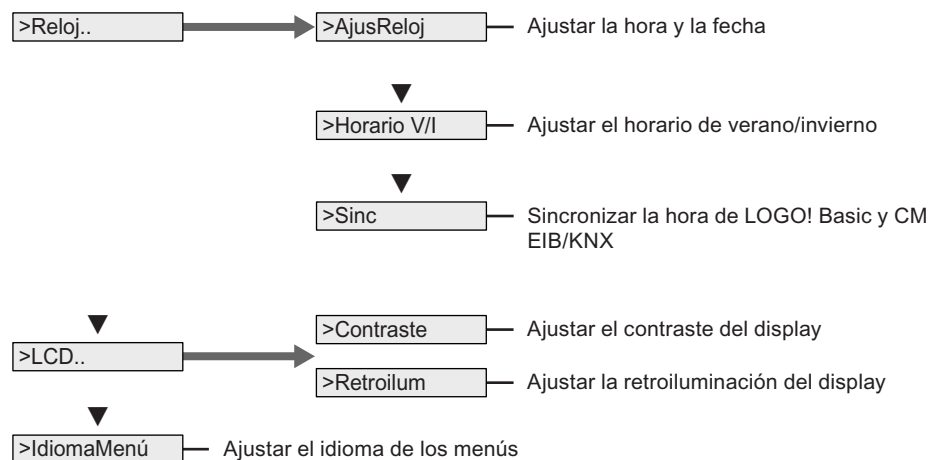 >Reloj..
>AjusReloj
Ajustar la hora y la fecha
>Horario V/I
Ajustar el horario de verano/invierno
>Sinc
Sincronizar la hora de LOGO! Basic y CM
EIB/KNX
>LCD..
>Contraste
Ajustar el contraste del display
>Retroilum
Ajustar la retroiluminación del display
>IdiomaMenú
Ajustar el idioma de los menús